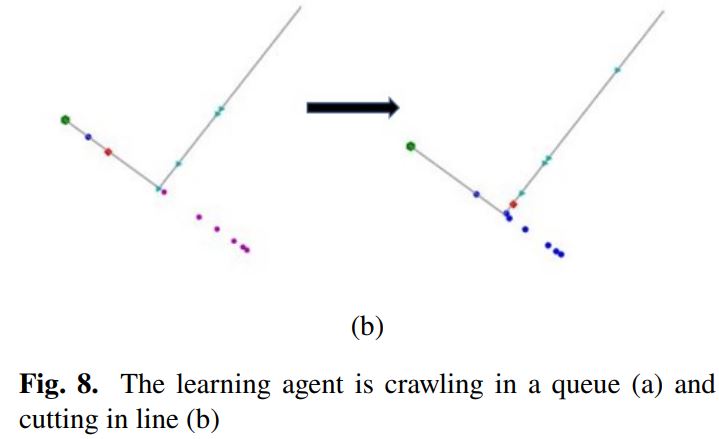 (b)
Fig. 8. The learning agent is crawling in a queue (a) and
cutting in line (b)